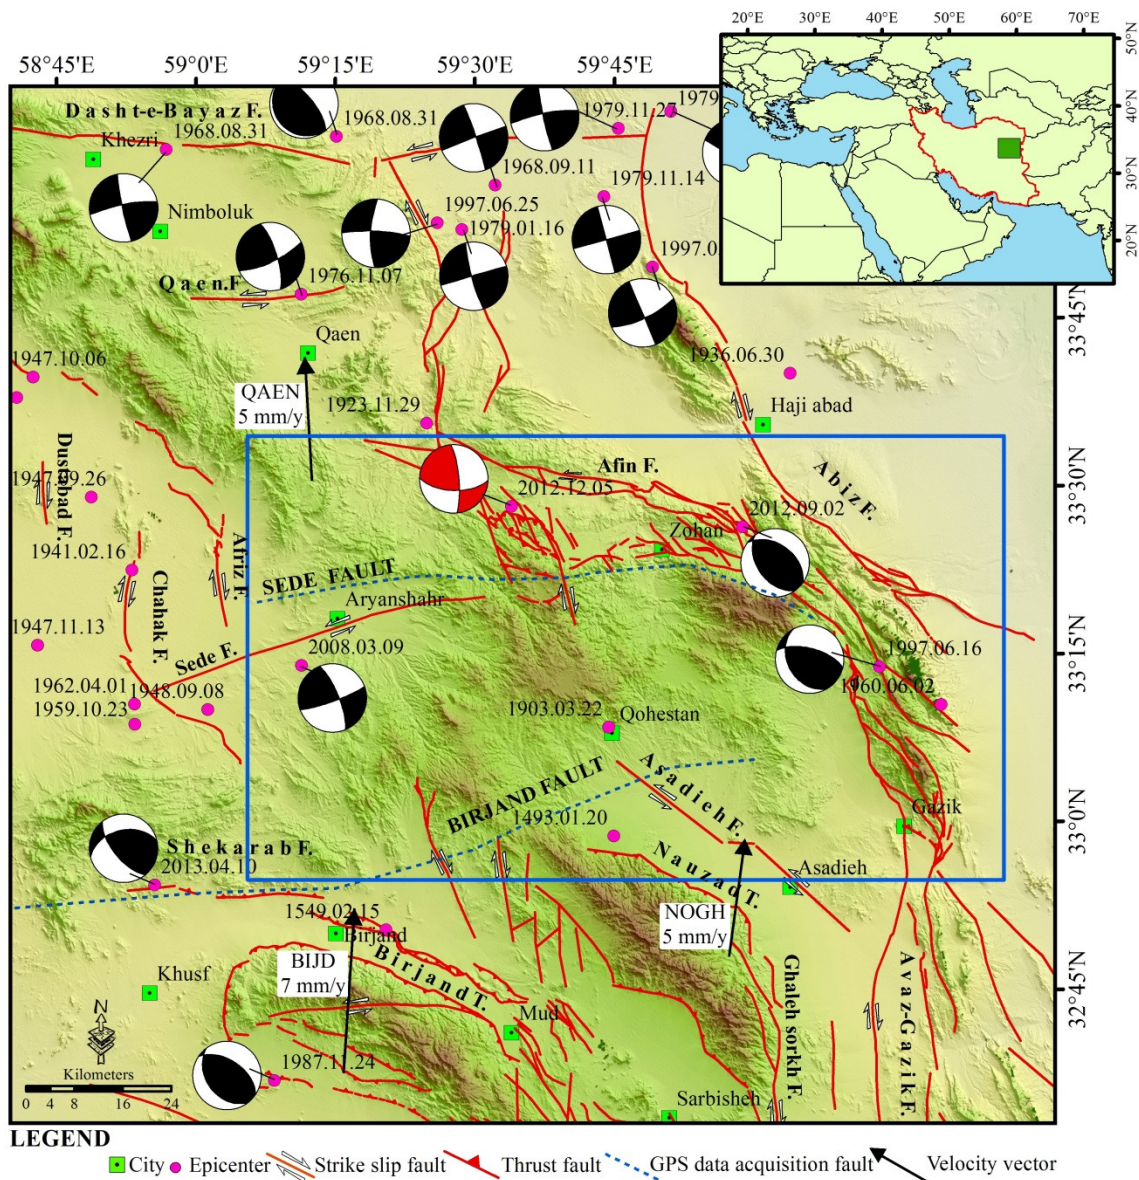 20°E 30°E 40°E 50°E 60°E 70°E
50°N
40°N
30°N
20°N
58°45'E 59°0'E 59°15'E 59°30'E 59°45'E
33°45'N
33°30'N
33°15'N
33°0'N
32°45'N
Dasht-e-Bayaz F.
1968.08.31
Khezri
1968.08.31
1979.11.27
1979
1968.09.11
1979.11.14
Nimboluk
1997.06.25
1979.01.16
1997.0
1976.11.07
Qaen.F
Qaen
1947.10.06
1936.06.30
QAEN
5 mm/y
1923.11.29
Haji abad
Dustabad F.
Afin F.
Abiz F.
1947.09.26
2012.12.05
2012.09.02
Zohan
1941.02.16
Afriz F.
Chahak F.
SEDE FAULT
Aryanshahr
1947.11.13
Sede F.
2008.03.09
1997.06.16
1960.06.02
1962.04.01
1948.09.08
1959.10.23
1903.03.22
Qohestan
Asadieh F.
BIRJAND FAULT
1493.01.20
Gazik
Shekarab F.
2013.04.10
Nauzad T.
Asadieh
1549.02.15
Birjand
NOGH
5 mm/y
BIJD
7 mm/y
Birjand T.
Khusf
Ghaleh sorkh F.
Avaz-Gazik F.
Mud
N
1987.11.24
Kilometers
0 4 8 16 24
Sarbisheh
LEGEND
City Epicenter Strike slip fault Thrust fault GPS data acquisition fault Velocity vector